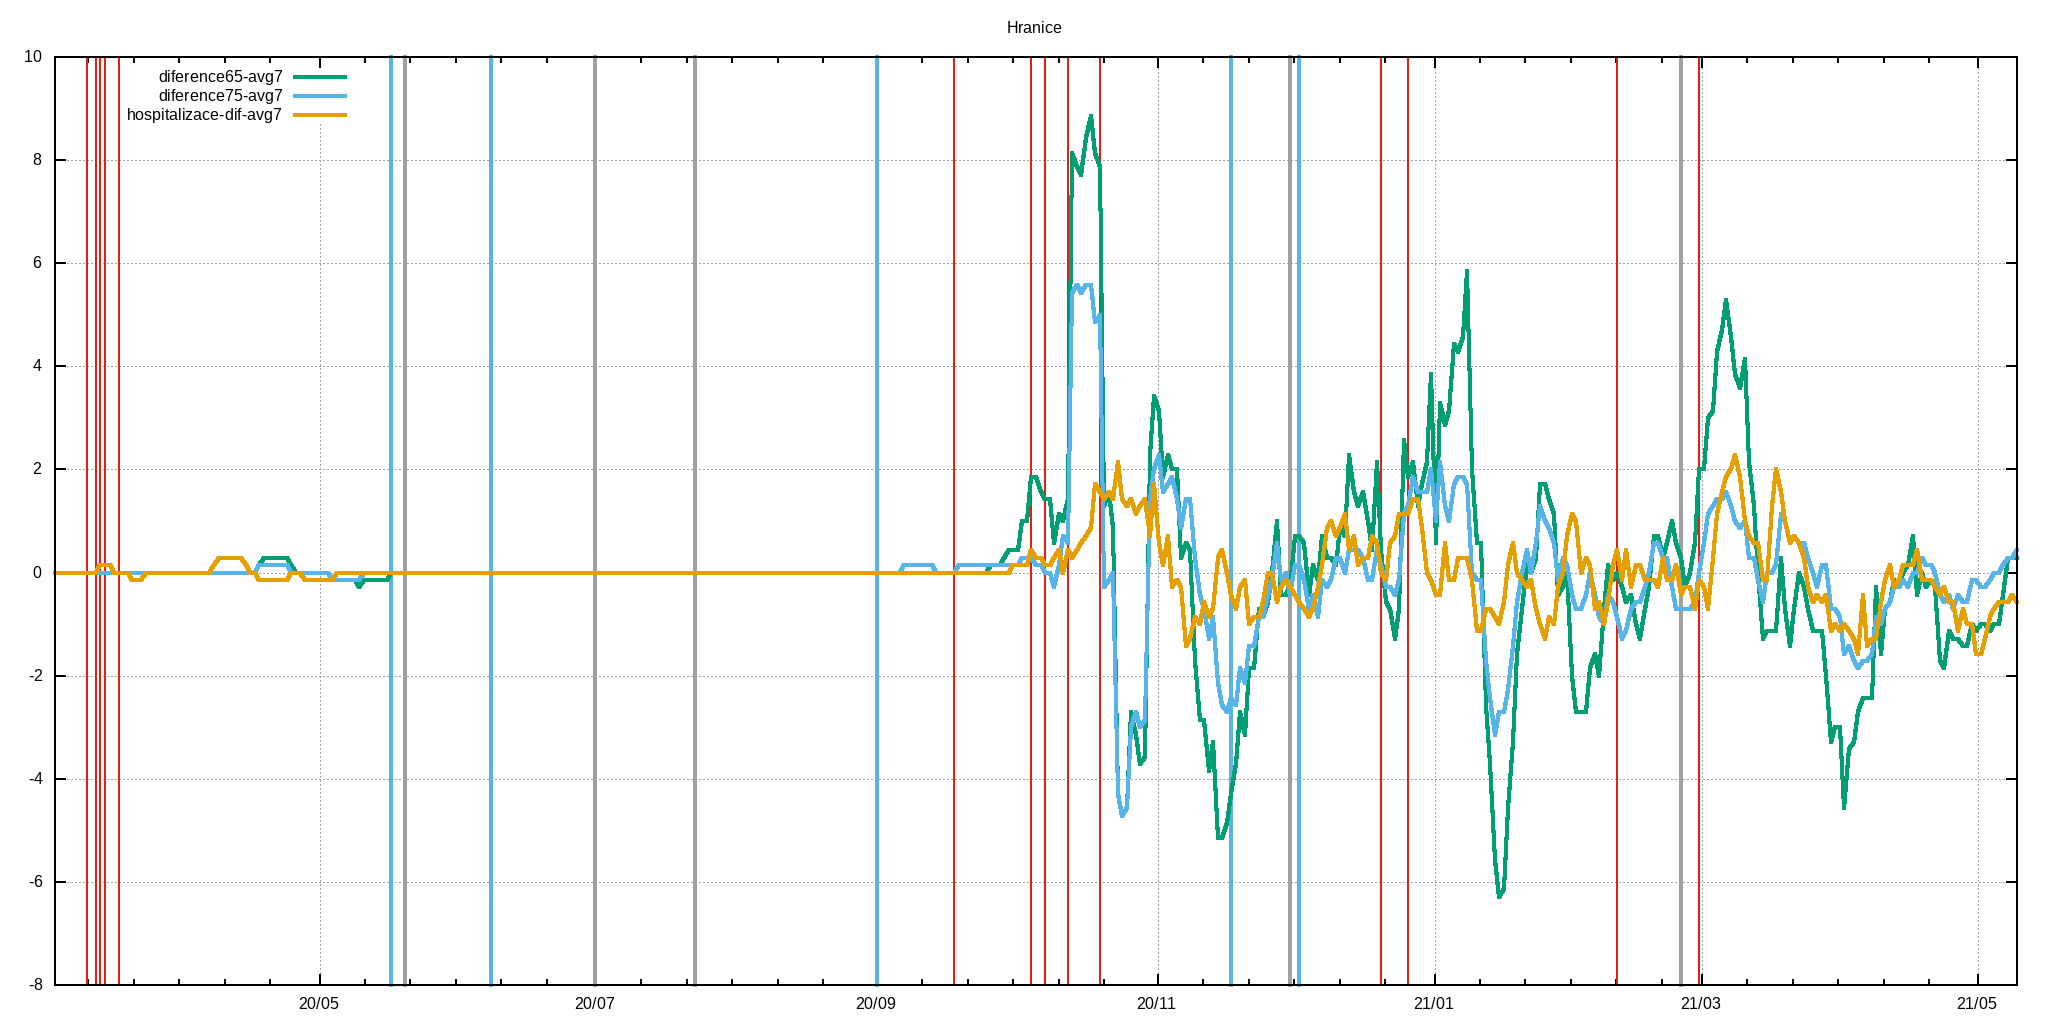 Hranice
diference65-avg7
diference75-avg7
hospitalizace-dif-avg7
10
8
6
4
2
0
-2
-4
-6
-8
20/05 20/07 20/09 20/11 21/01 21/03 21/05